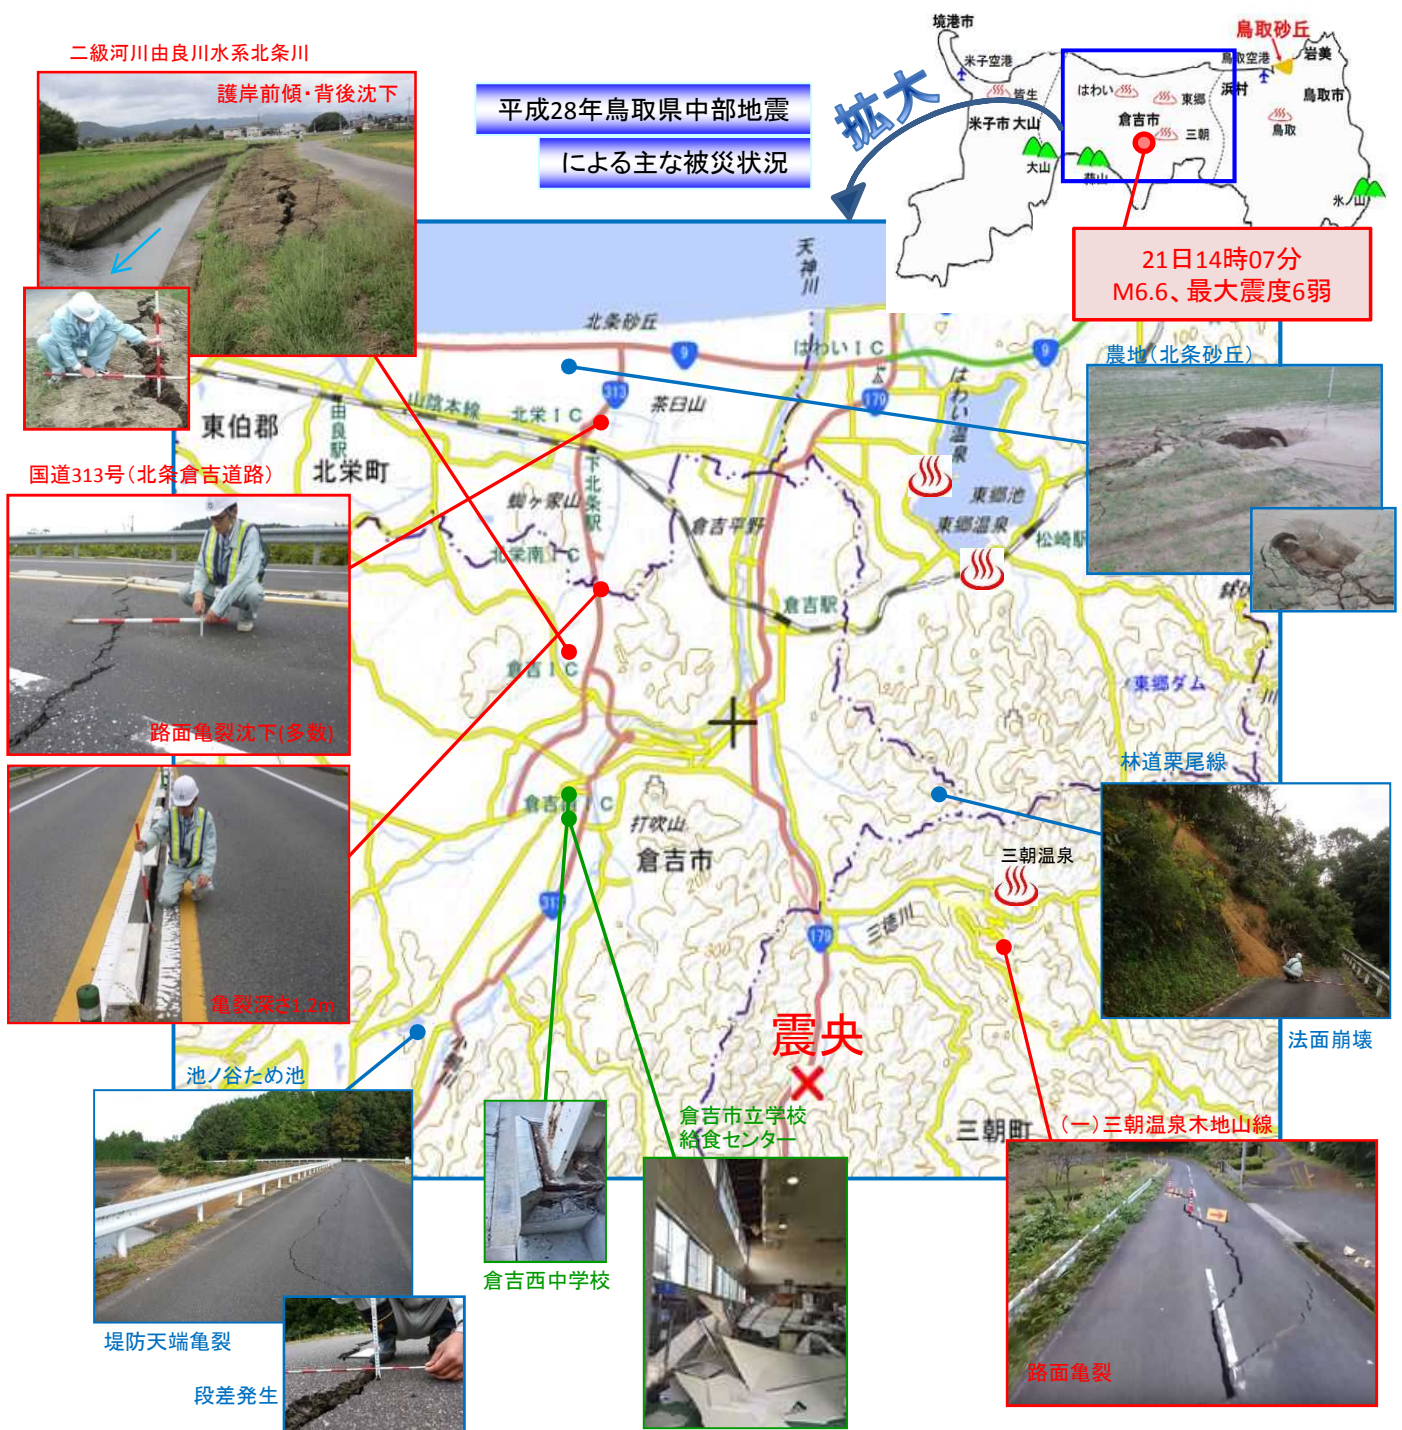 二級河川由良川水系北条川
護岸前傾・背後沈下
平成28年鳥取県中部地震
による主な被災状況
拡大
境港市
米子空港
皆生
米子市
大山
大山
蒜山
はわい
東郷
倉吉市
三朝
鳥取砂丘
鳥取空港
岩美
浜村
鳥取市
鳥取
氷ノ山
21日14時07分
M6.6、最大震度6弱
天神川
北条砂丘
はわいIC
9
9
313
179
茶臼山
はわい温泉
山陰本線
北栄IC
由良駅
東伯郡
北栄町
下北条駅
蜘ヶ家山
倉吉平野
東郷池
東郷温泉
松崎駅
北栄南IC
倉吉駅
倉吉IC
東郷ダム
農地(北条砂丘)
国道313号(北条倉吉道路)
路面亀裂沈下(多数)
亀裂深さ1.2m
林道栗尾線
法面崩壊
打吹山
倉吉市
三朝温泉
三徳川
179
100
200
300
震央
三朝町
池ノ谷ため池
堤防天端亀裂
段差発生
倉吉西中学校
倉吉市立学校
給食センター
(一)三朝温泉木地山線
路面亀裂